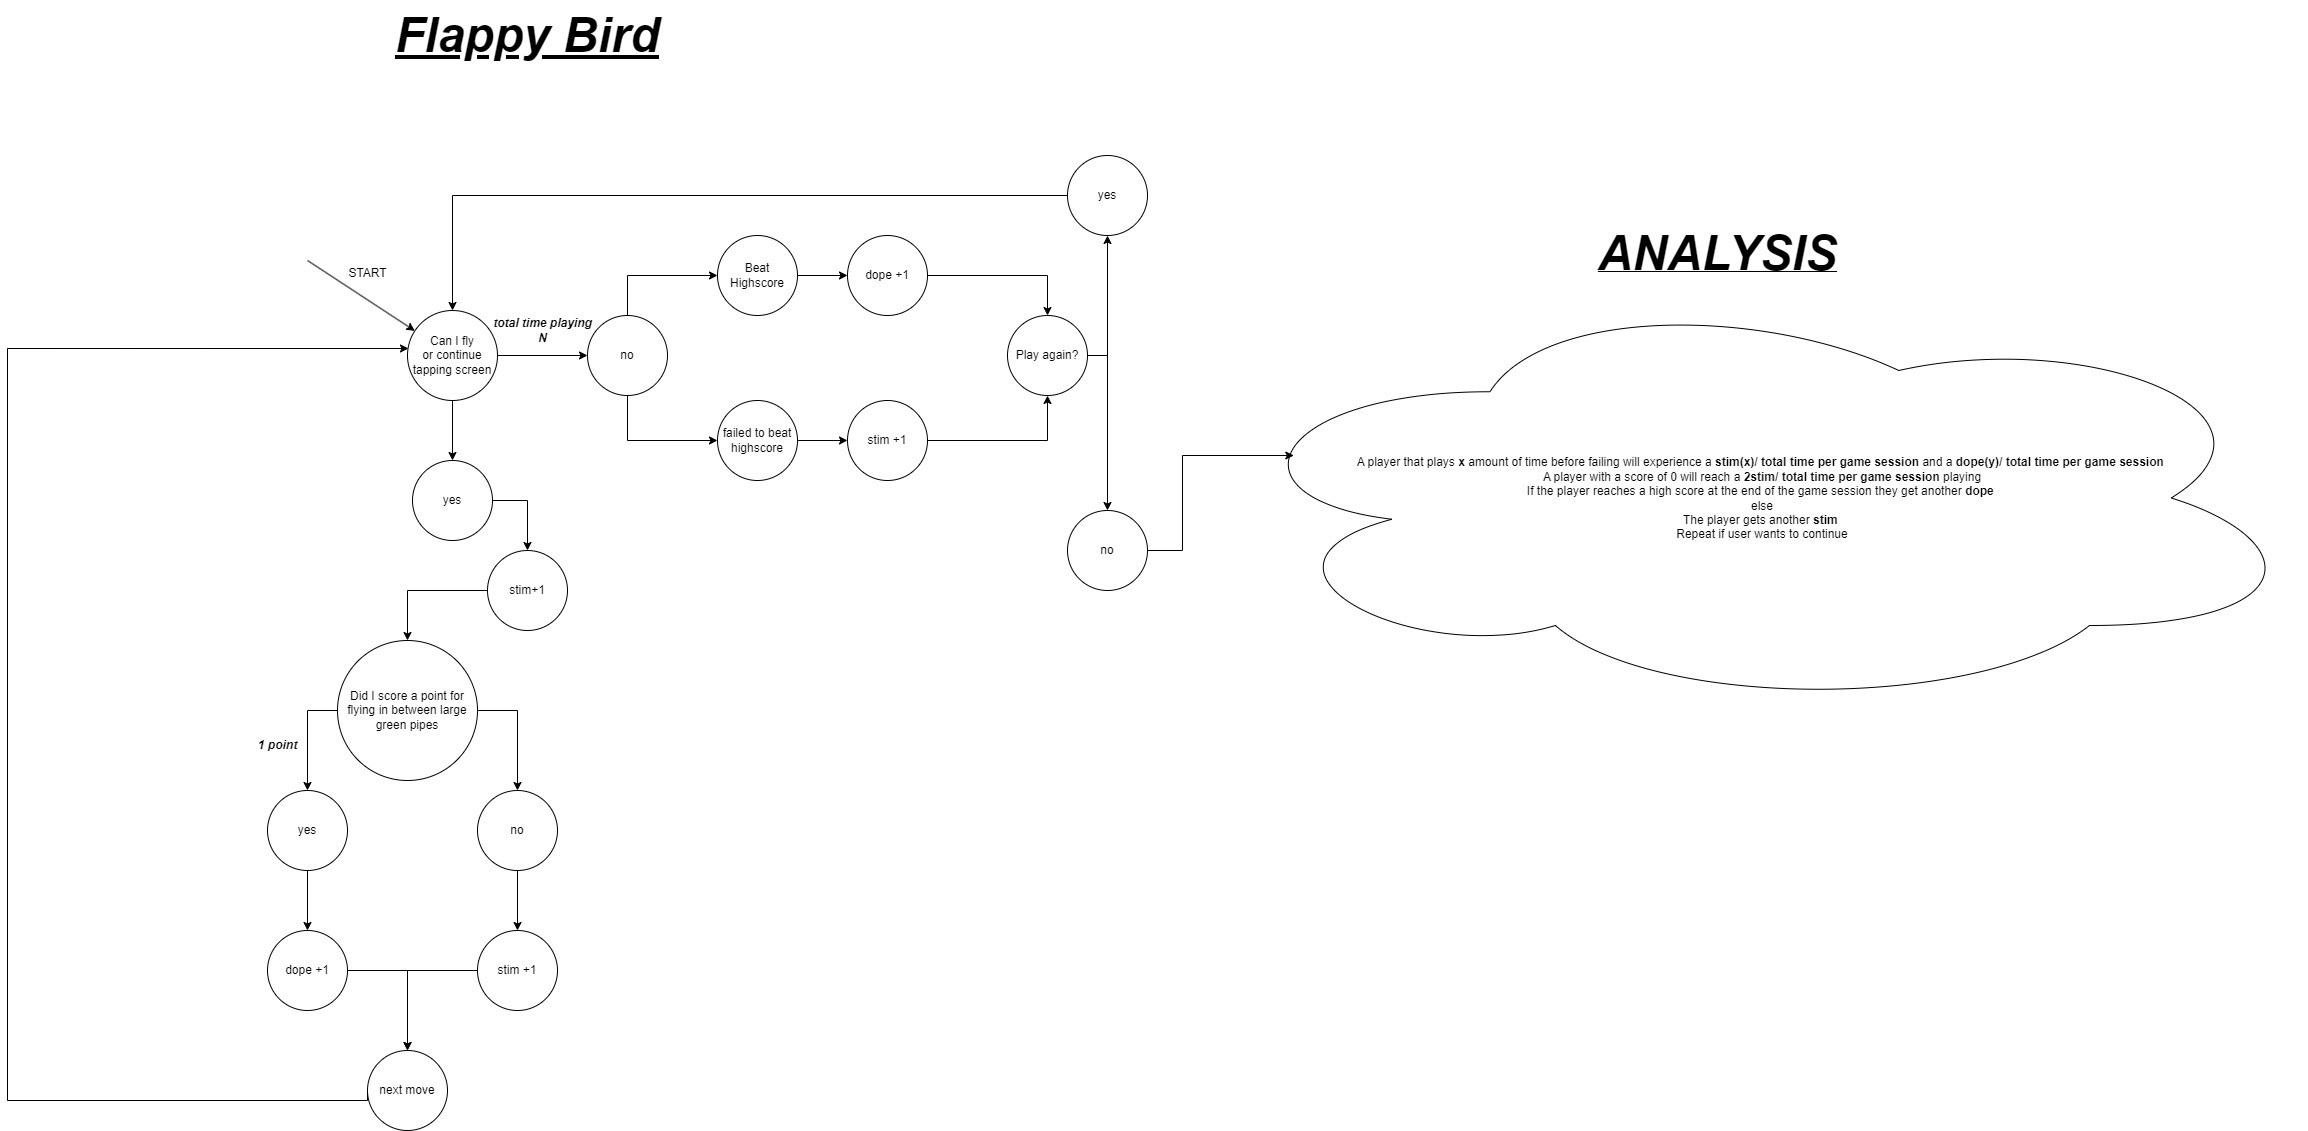 Flappy Bird
yes
ANALYSIS
START
Beat
Highscore
dope +1
total time playing
N
Can I fly
or continue
tapping screen
no
Play again?
failed to beat
highscore
stim +1
A player that plays x amount of time before failing will experience a stim(x)/ total time per game session and a dope(y)/ total time per game session
A player with a score of 0 will reach a 2stim/ total time per game session playing
If the player reaches a high score at the end of the game session they get another dope
else
The player gets another stim
Repeat if user wants to continue
yes
no
stim+1
Did I score a point for
flying in between large
green pipes
1 point
yes
no
dope +1
stim +1
next move